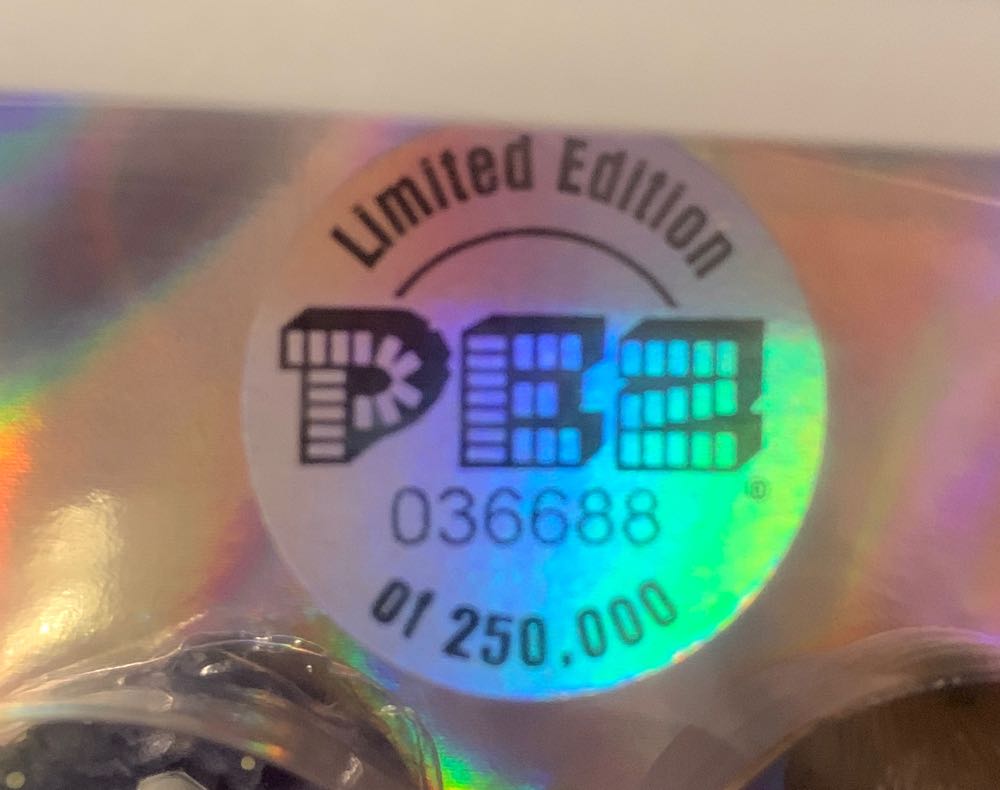 Limited Edition
PEZ
®
036688
of 250,000